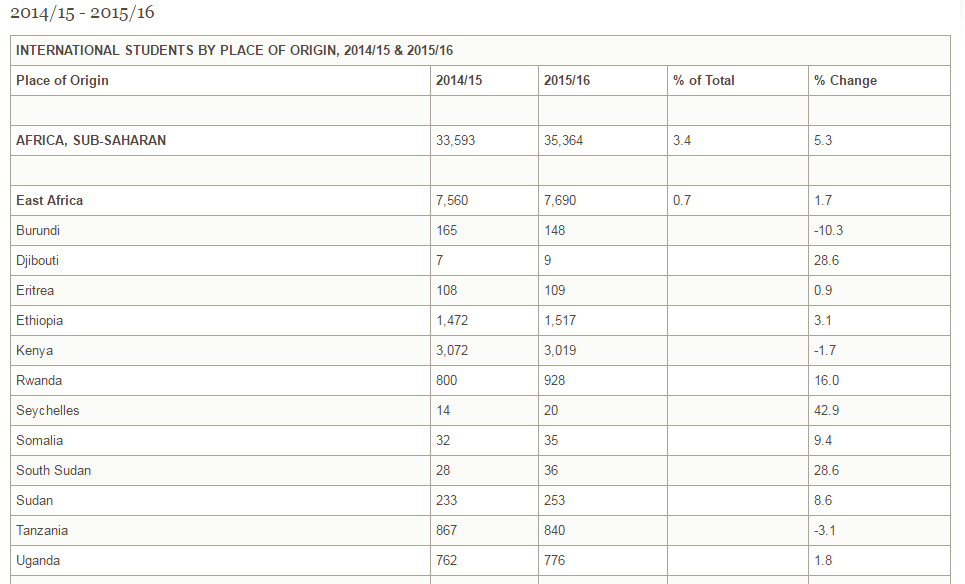 2014/15 - 2015/16
INTERNATIONAL STUDENTS BY PLACE OF ORIGIN, 2014/15 & 2015/16
Place of Origin 2014/15 2015/16 % of Total % Change
AFRICA, SUB-SAHARAN 33,593 35,364 3.4 5.3
East Africa 7,560 7,690 0.7 1.7
Burundi 165 148 -10.3
Djibouti 7 9 28.6
Eritrea 108 109 0.9
Ethiopia 1,472 1,517 3.1
Kenya 3,072 3,019 -1.7
Rwanda 800 928 16.0
Seychelles 14 20 42.9
Somalia 32 35 9.4
South Sudan 28 36 28.6
Sudan 233 253 8.6
Tanzania 867 840 -3.1
Uganda 762 776 1.8